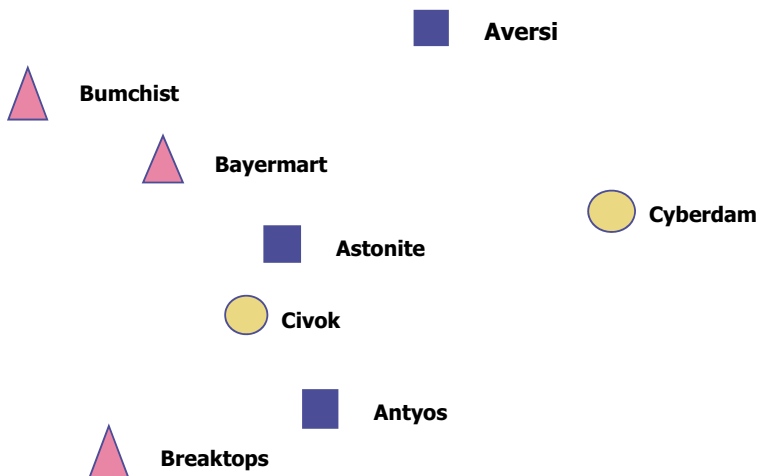 Aversi
Bumchist
Bayermart
Cyberdam
Astonite
Civok
Antyos
Breaktops